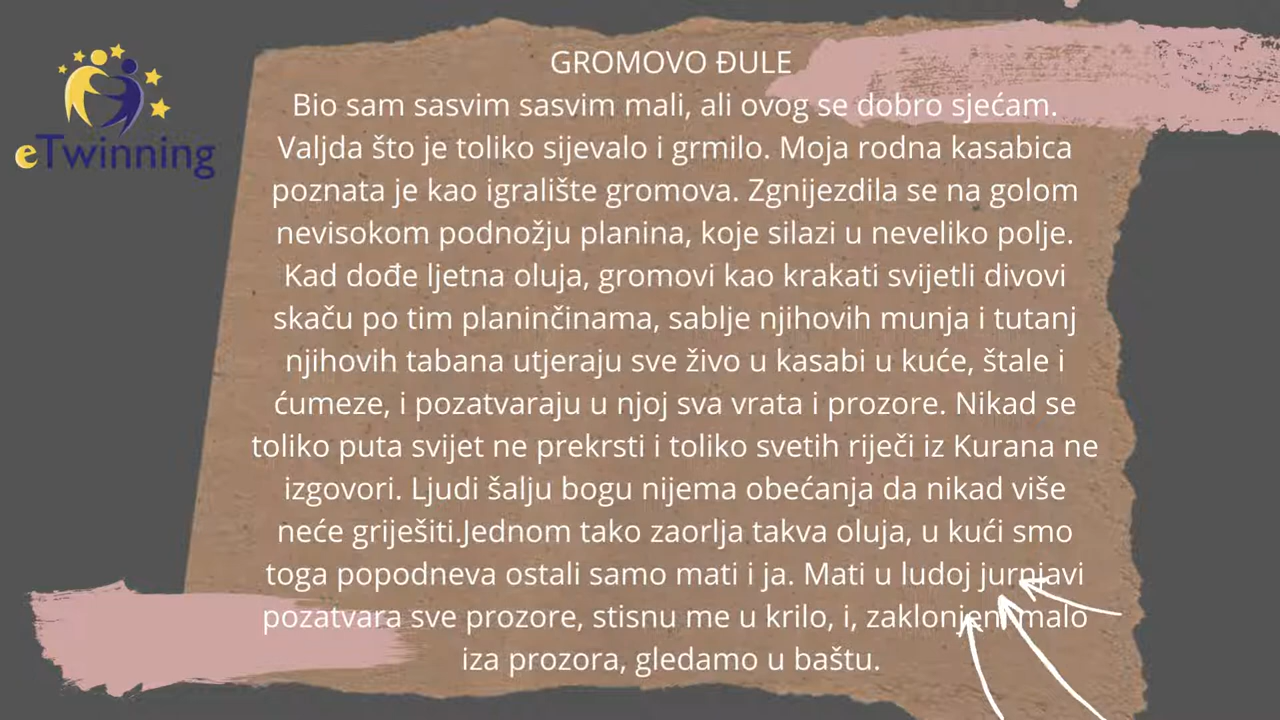 eTwinning
GROMOVO ĐULE
Bio sam sasvim sasvim mali, ali ovog se dobro sjećam.
Valjda što je toliko sijevalo i grmilo. Moja rodna kasabica
poznata je kao igralište gromova. Zgnijezdila se na golom
nevisokom podnožju planina, koje silazi u neveliko polje.
Kad dođe ljetna oluja, gromovi kao krakati svijetli divovi
skaču po tim planinčinama, sablje njihovih munja i tutanj
njihovih tabana utjeraju sve živo u kasabi u kuće, štale i
ćumeze, i pozatvaraju u njoj sva vrata i prozore. Nikad se
toliko puta svijet ne prekrsti i toliko svetih riječi iz Kurana ne
izgovori. Ljudi šalju bogu nijema obećanja da nikad više
neće griješiti.Jednom tako zaorlja takva oluja, u kući smo
toga popodneva ostali samo mati i ja. Mati u ludoj jurnjavi
pozatvara sve prozore, stisnu me u krilo, i, zaklonjeni malo
iza prozora, gledamo u baštu.